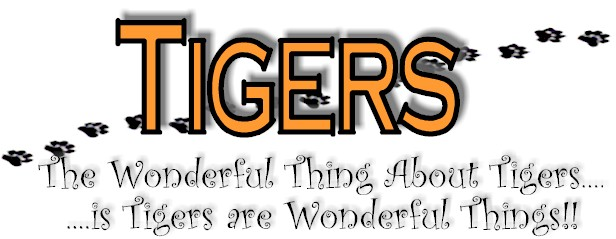 TIGERS
The Wonderful Thing About Tigers....
....is Tigers are Wonderful Things!!